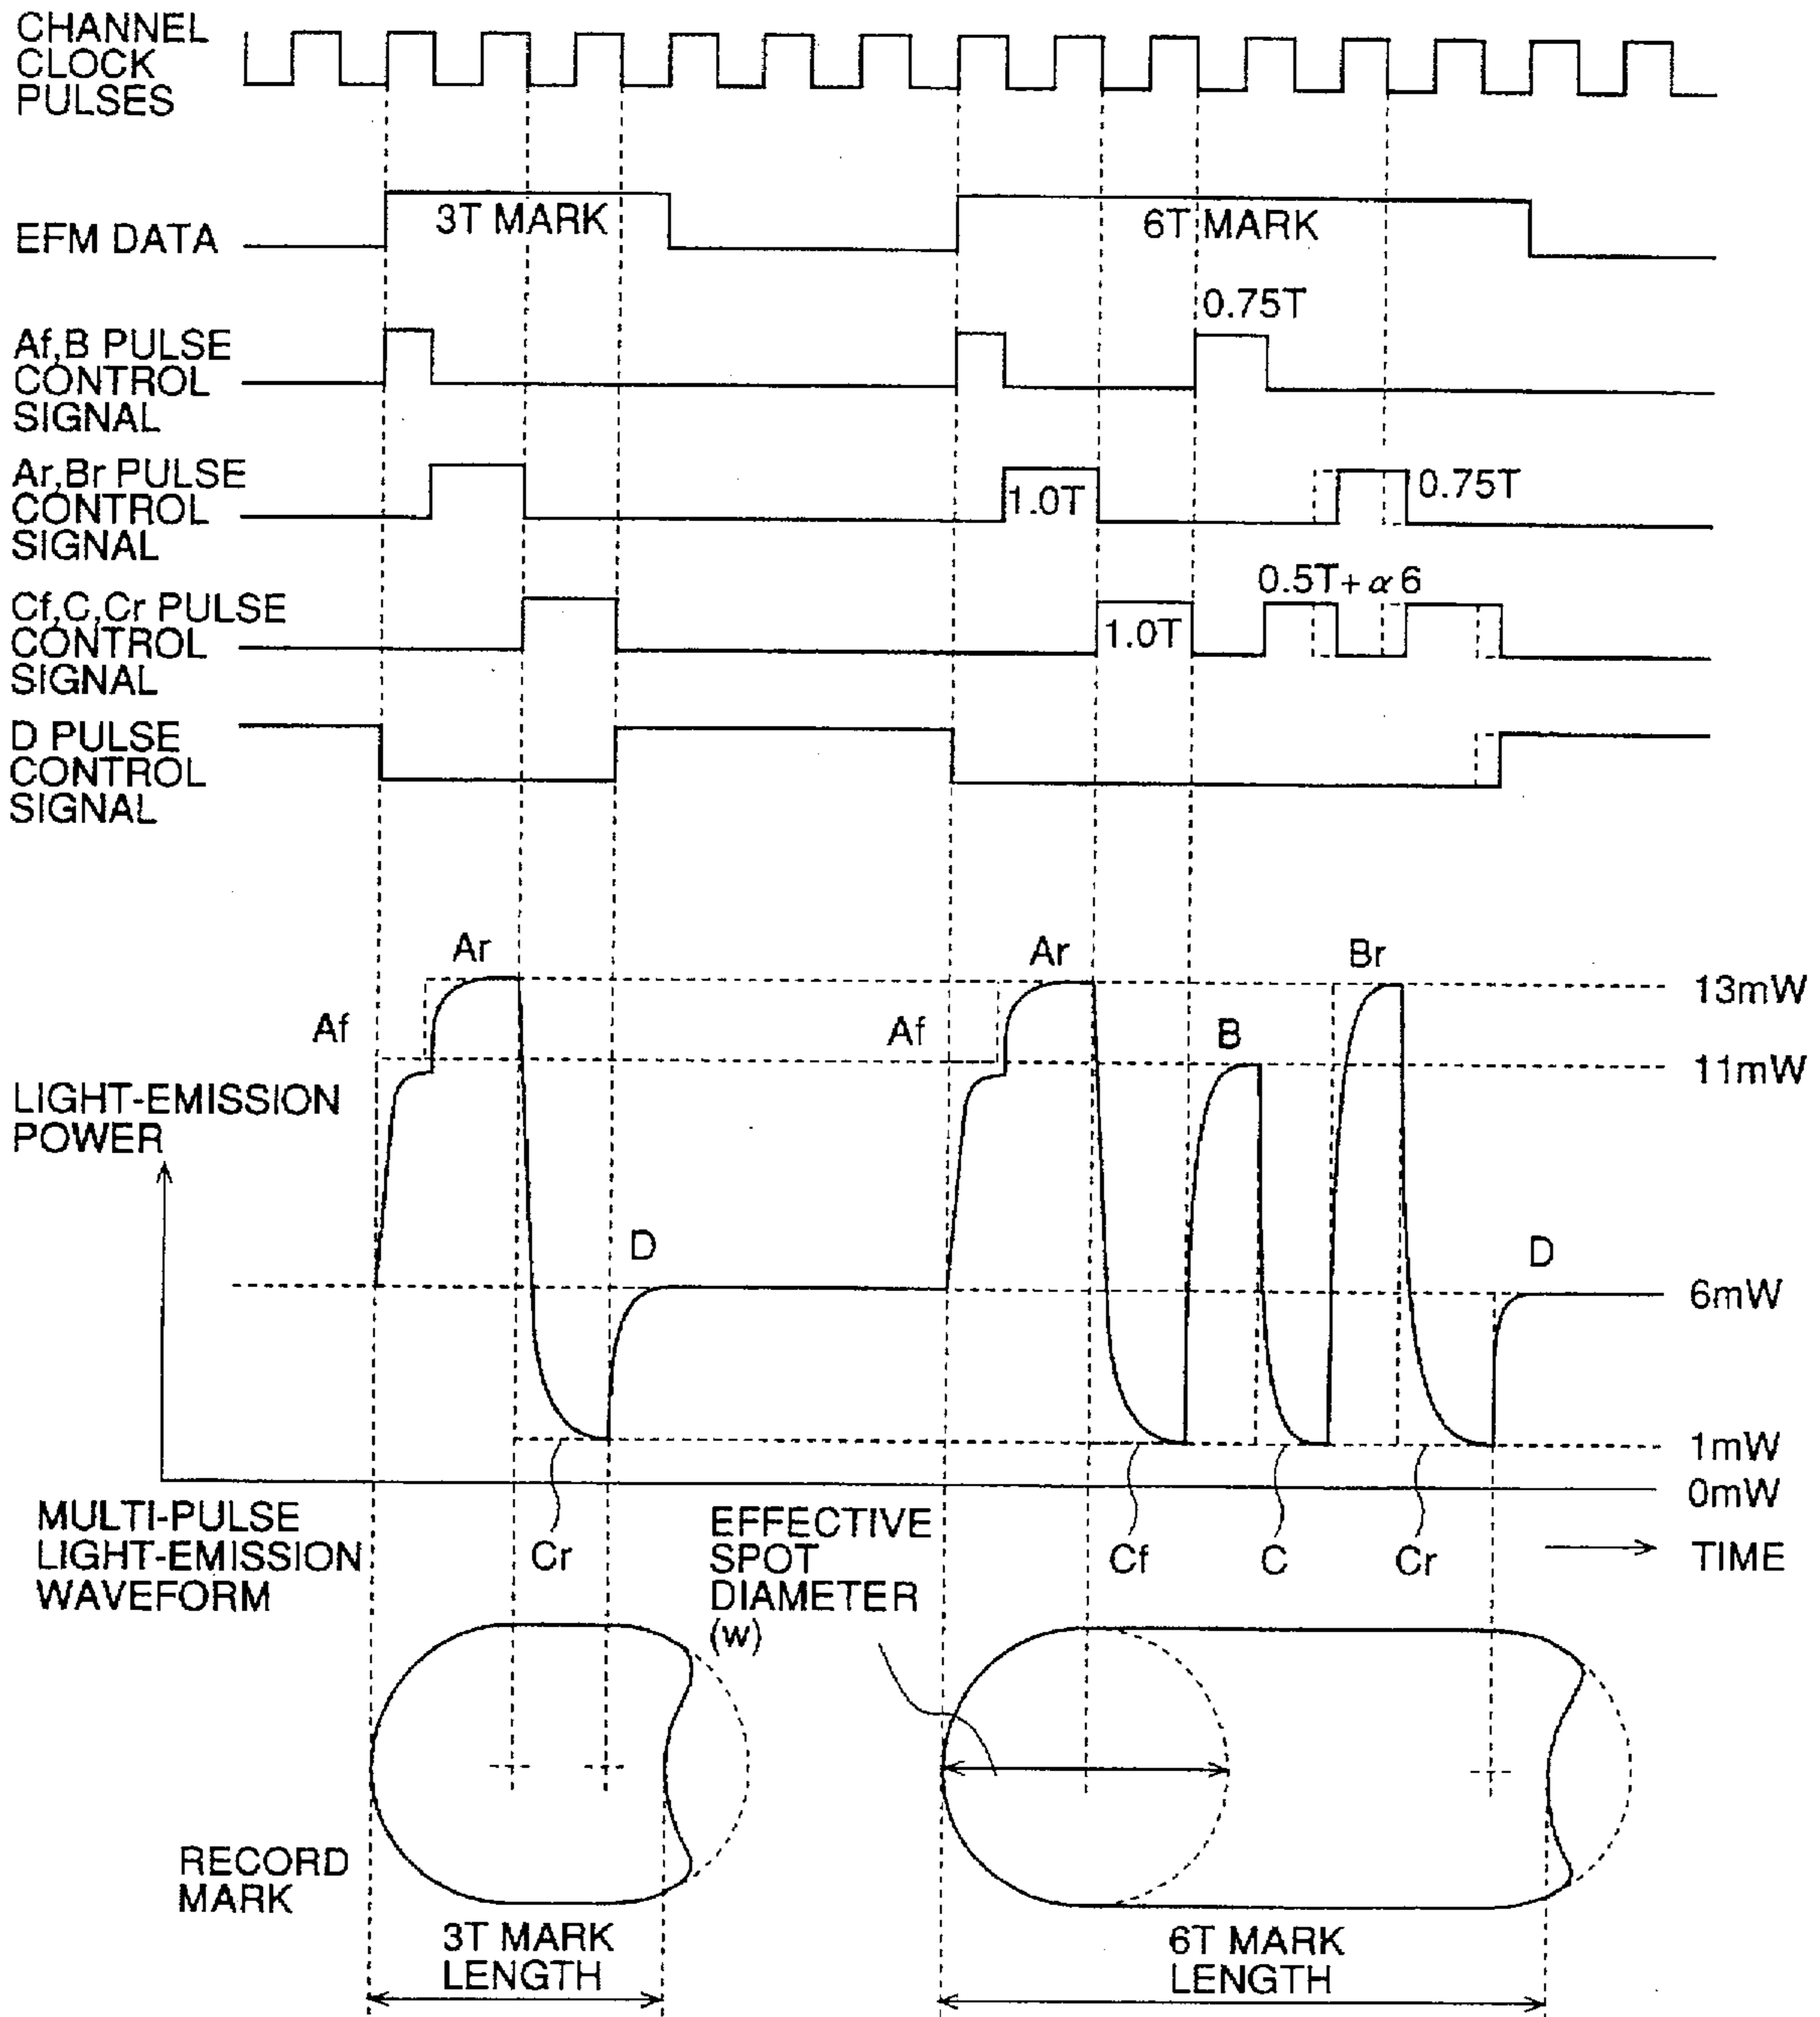 CHANNEL
CLOCK
PULSES
EFM DATA
3T MARK
6T MARK
0.75T
Af,B PULSE
CONTROL
SIGNAL
Ar,Br PULSE
CONTROL
SIGNAL
1.0T
0.75T
0.5T+α6
Cf,C,Cr PULSE
CONTROL
SIGNAL
1.0T
D PULSE
CONTROL
SIGNAL
Ar
Ar
Br
13mW
Af
Af
B
11mW
LIGHT-EMISSION
POWER
D
D
6mW
1mW
0mW
MULTI-PULSE
LIGHT-EMISSION
WAVEFORM
Cr
EFFECTIVE
SPOT
DIAMETER
(w)
Cf
C
Cr
TIME
RECORD
MARK
3T MARK
LENGTH
6T MARK
LENGTH